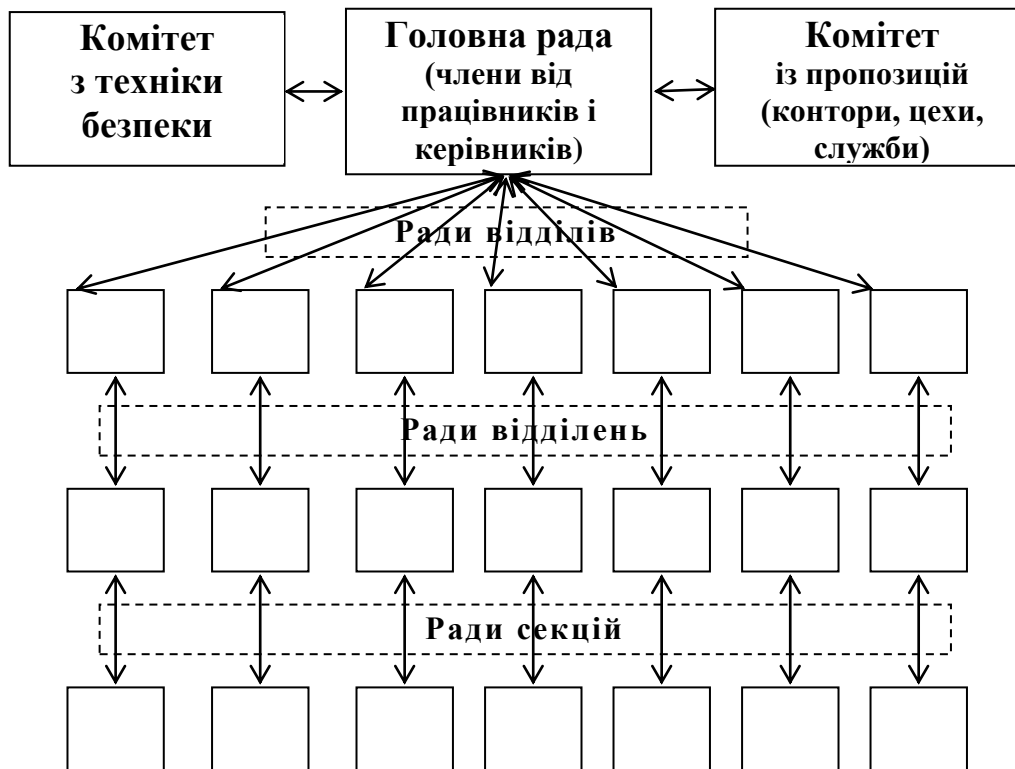 Комітет
з техніки
безпеки
Головна рада
(члени від
працівників і
керівників)
Комітет
із пропозицій
(контори, цехи,
служби)
Ради відділів
Ради відділень
Ради секцій